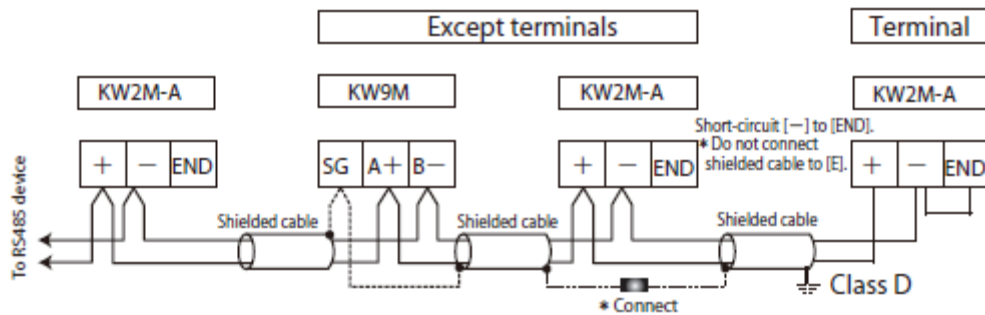 Except terminals
Terminal
KW2M-A
KW9M
KW2M-A
KW2M-A
Short-circuit [−] to [END].
* Do not connect
shielded cable to [E].
+ − END
SG A+ B−
+ − END
+ − END
To RS485 device
Shielded cable
Shielded cable
Shielded cable
Class D
* Connect